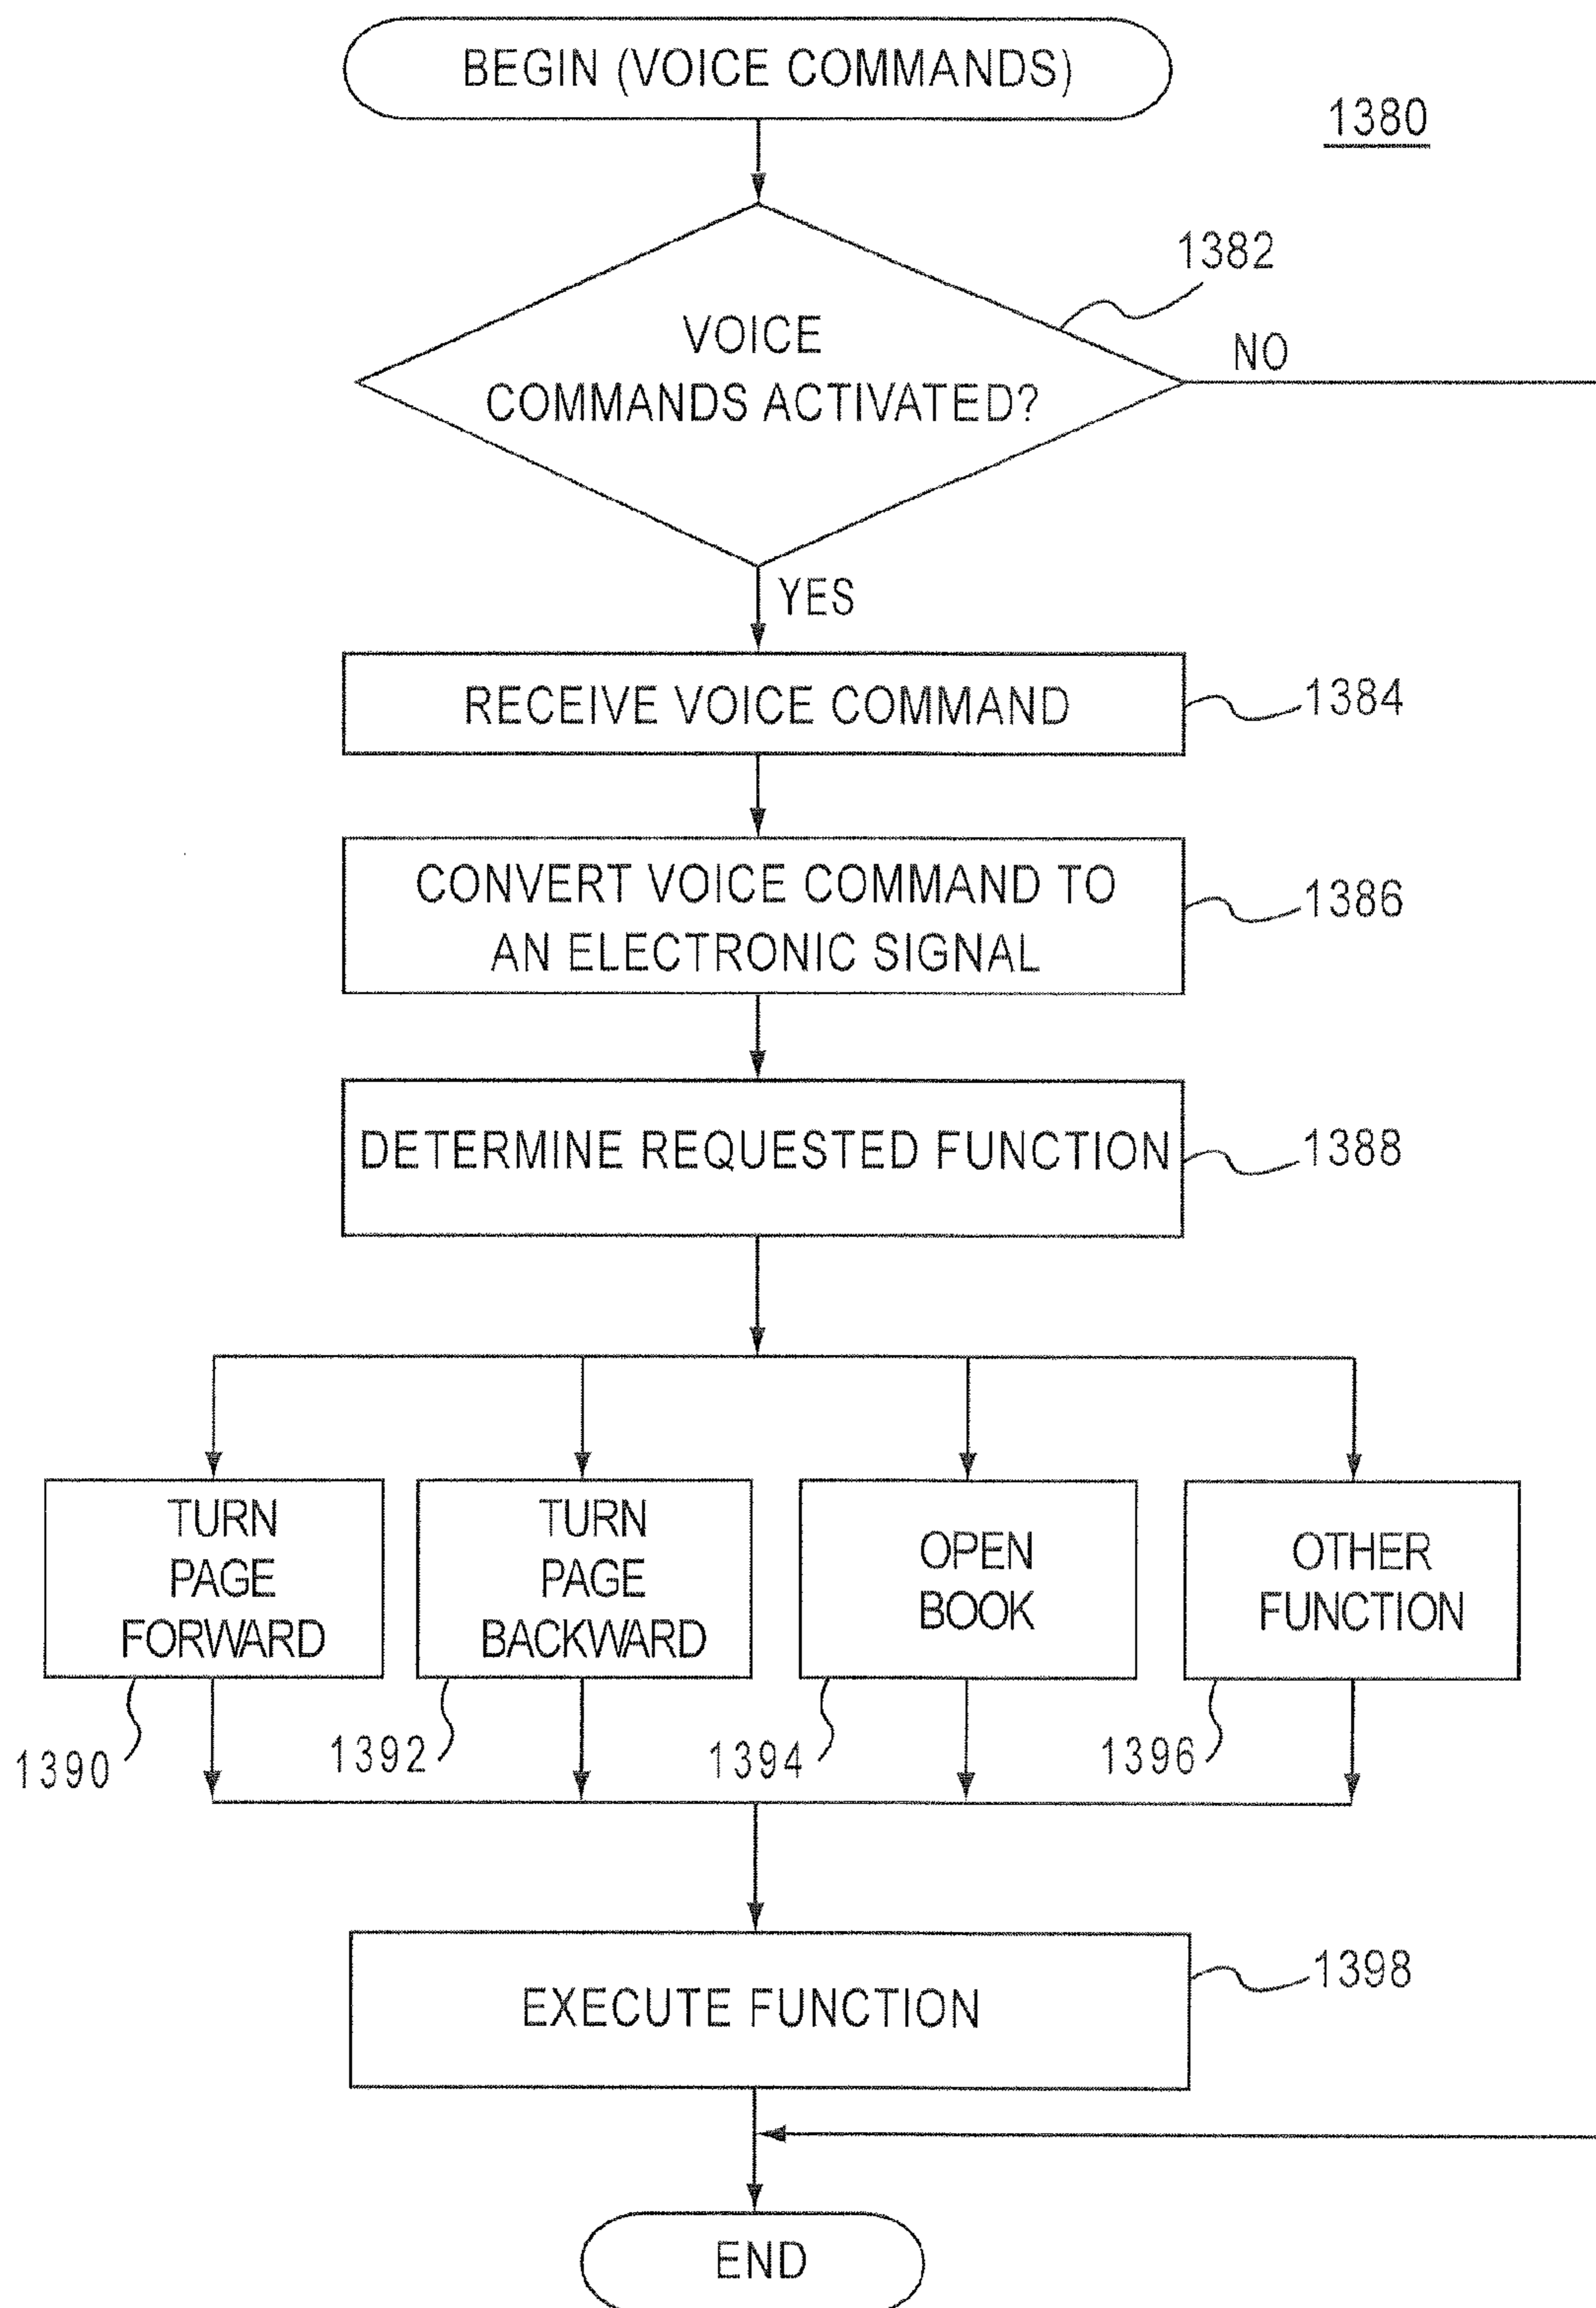 BEGIN (VOICE COMMANDS)
1380
1382
VOICE
COMMANDS ACTIVATED?
NO
YES
RECEIVE VOICE COMMAND
1384
CONVERT VOICE COMMAND TO
AN ELECTRONIC SIGNAL
1386
DETERMINE REQUESTED FUNCTION
1388
TURN
PAGE
FORWARD
TURN
PAGE
BACKWARD
OPEN
BOOK
OTHER
FUNCTION
1390
1392
1394
1396
EXECUTE FUNCTION
1398
END